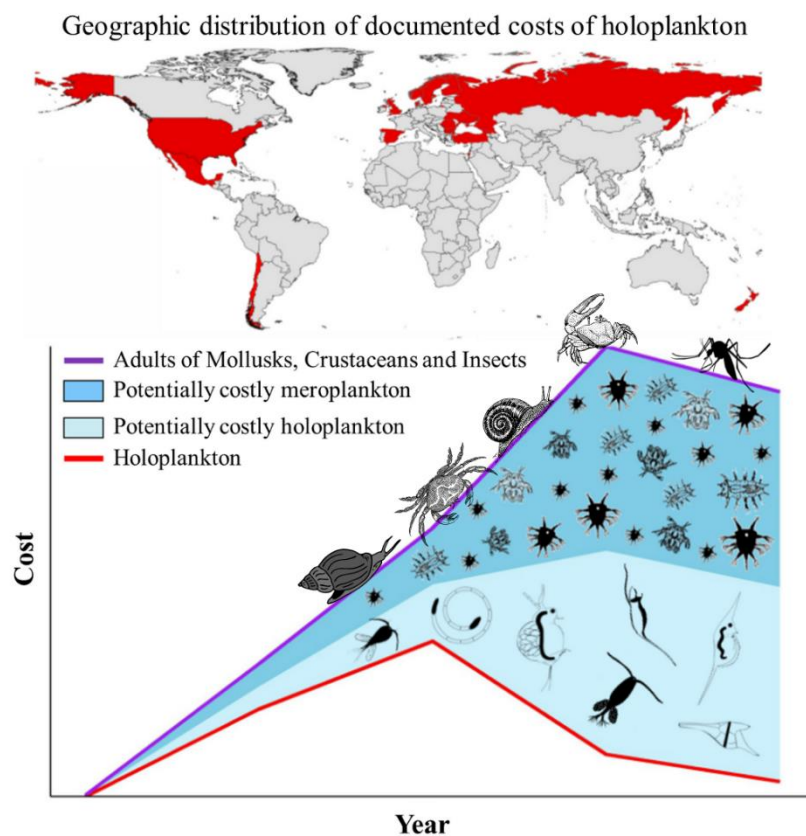 Geographic distribution of documented costs of holoplankton
Adults of Mollusks, Crustaceans and Insects
Potentially costly meroplankton
Potentially costly holoplankton
Holoplankton
Cost
Year